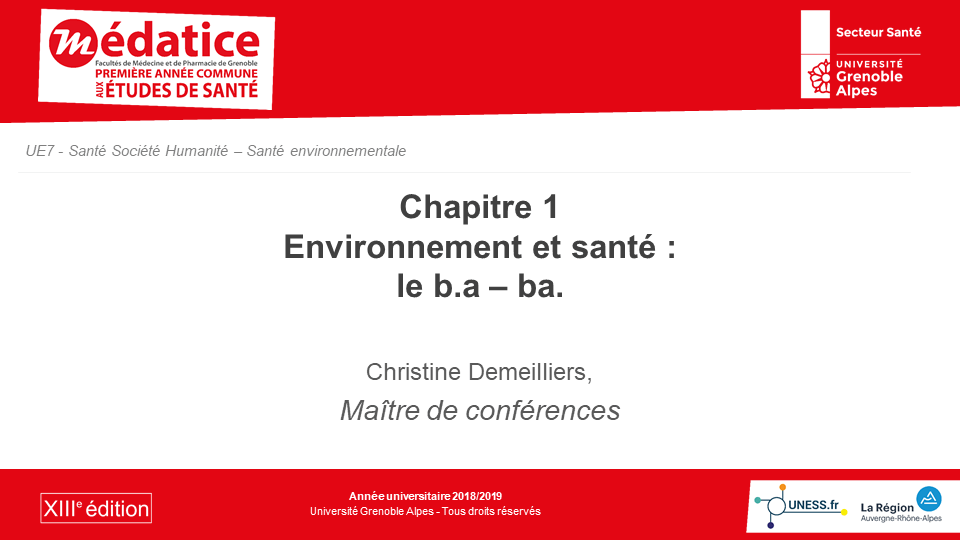 médatice
Facultés de Médecine et de Pharmacie de Grenoble
PREMIÈRE ANNÉE COMMUNE
AUX ÉTUDES DE SANTÉ
Secteur Santé
UNIVERSITÉ
Grenoble
Alpes
UE7 - Santé Société Humanité – Santé environnementale
Chapitre 1
Environnement et santé :
le b.a – ba.
Christine Demeilliers,
Maître de conférences
XIIIe édition
Année universitaire 2018/2019
Université Grenoble Alpes - Tous droits réservés
UNESS.fr
La Région
Auvergne-Rhône-Alpes